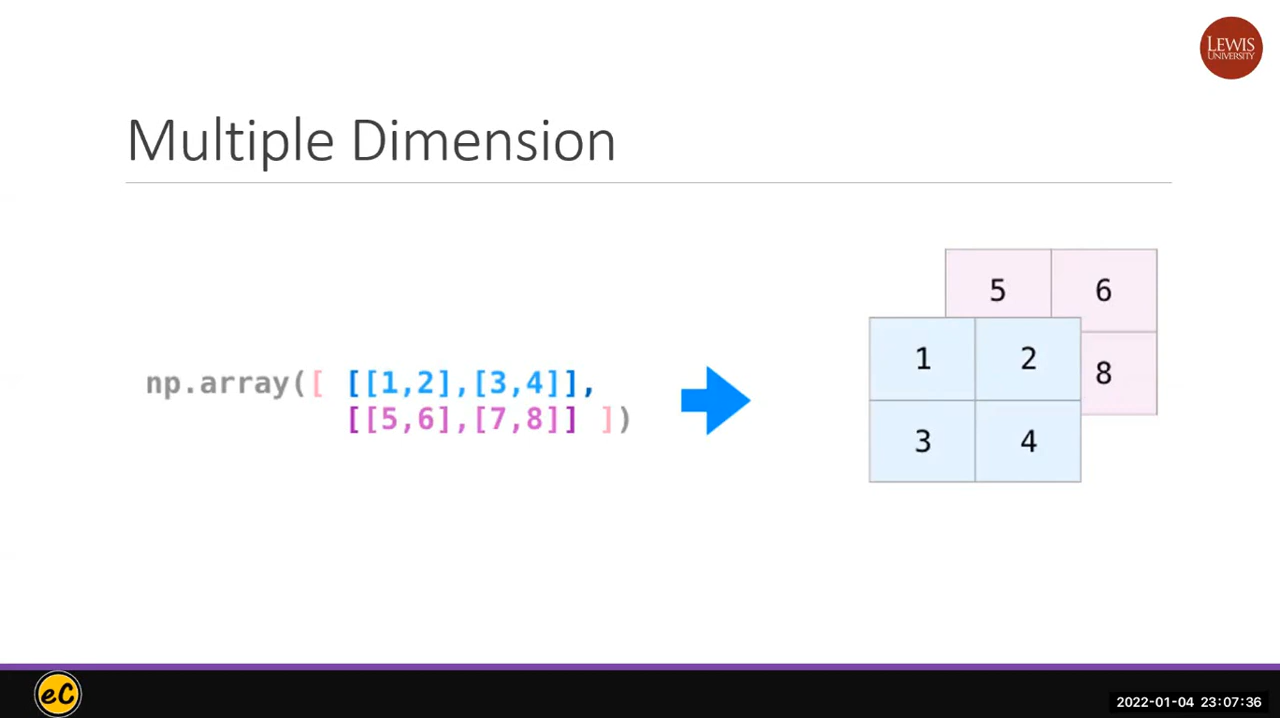 LEWIS
UNIVERSITY
Multiple Dimension
np.array([ [[1,2],[3,4]],
[[5,6],[7,8]] ])
5 6
1 2
8
3 4
eC
2022-01-04 23:07:36